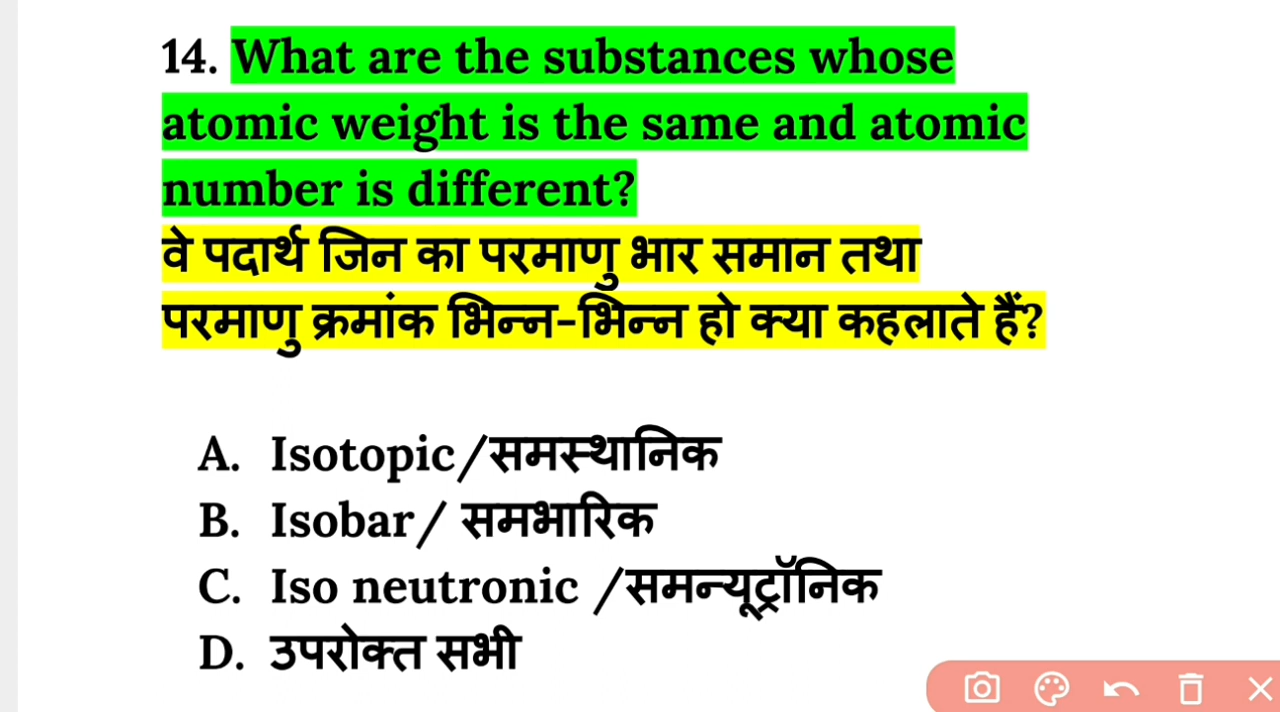 14. What are the substances whose
atomic weight is the same and atomic
number is different?
वे पदार्थ जिन का परमाणु भार समान तथा
परमाणु क्रमांक भिन्न-भिन्न हो क्या कहलाते हैं?
A. Isotopic/समस्थानिक
B. Isobar/ समभारिक
C. Iso neutronic /समन्यूट्रॉनिक
D. उपरोक्त सभी